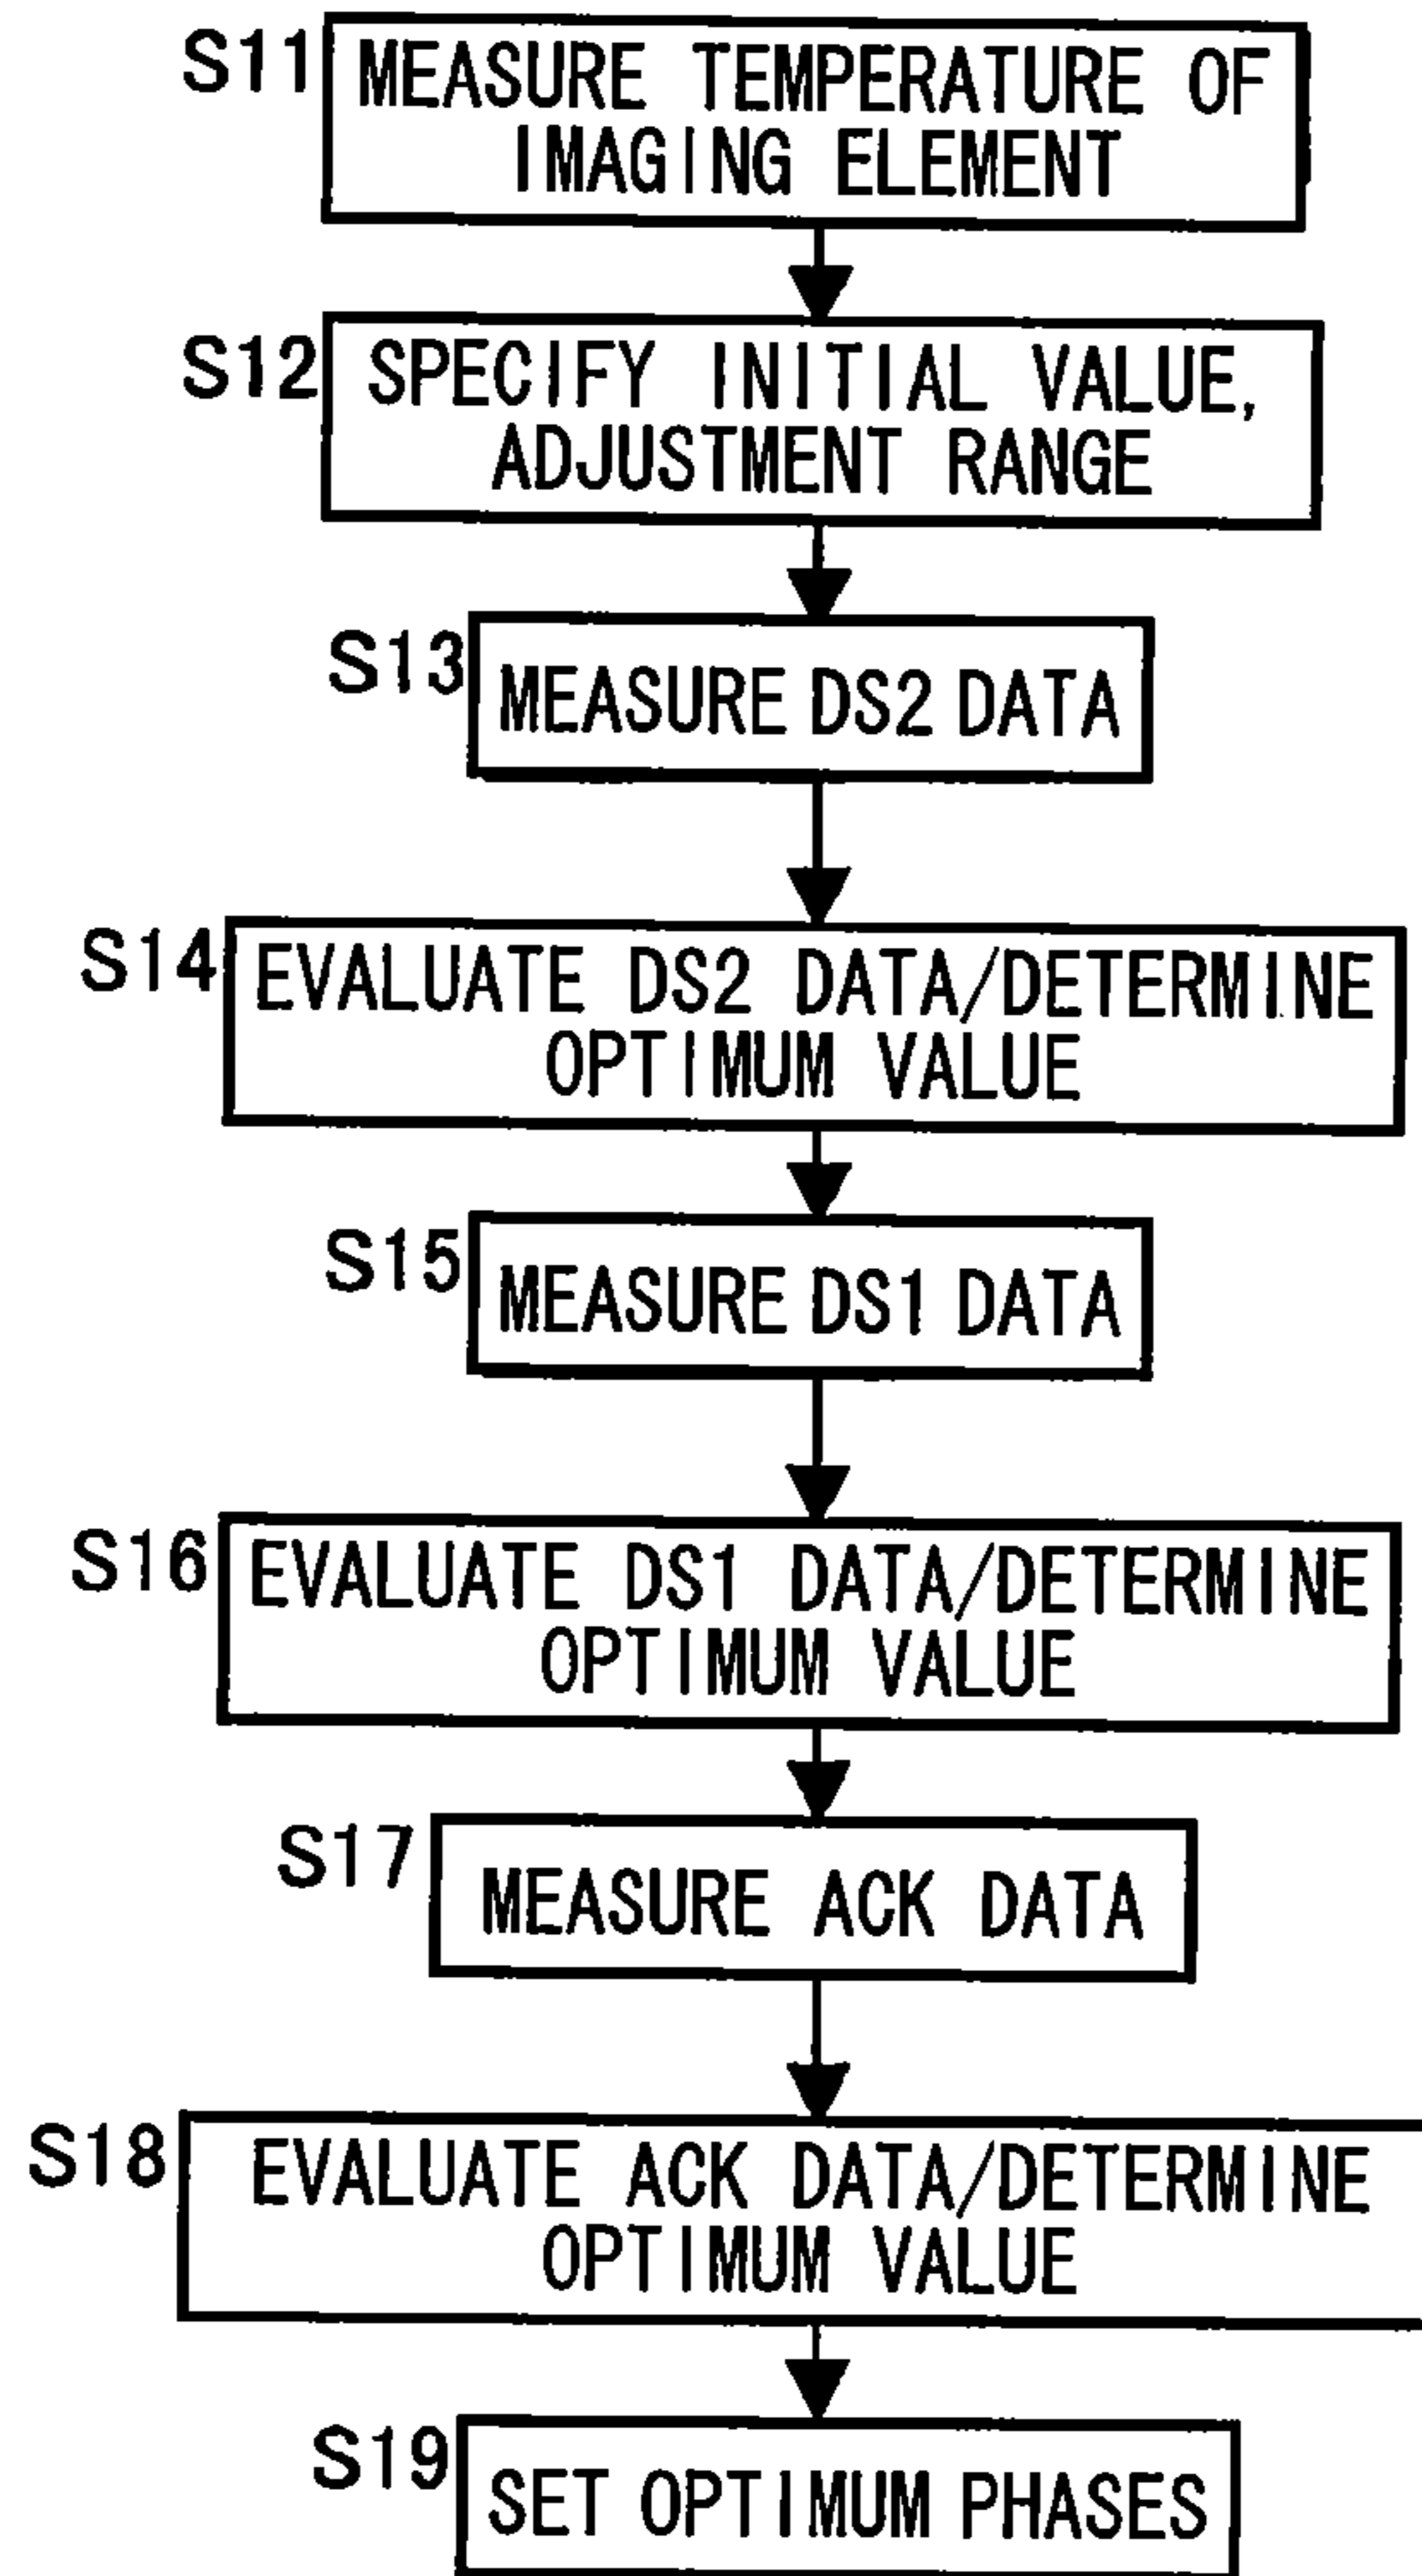 S11
MEASURE TEMPERATURE OF
IMAGING ELEMENT
S12
SPECIFY INITIAL VALUE,
ADJUSTMENT RANGE
S13
MEASURE DS2 DATA
S14
EVALUATE DS2 DATA/DETERMINE
OPTIMUM VALUE
S15
MEASURE DS1 DATA
S16
EVALUATE DS1 DATA/DETERMINE
OPTIMUM VALUE
S17
MEASURE ACK DATA
S18
EVALUATE ACK DATA/DETERMINE
OPTIMUM VALUE
S19
SET OPTIMUM PHASES